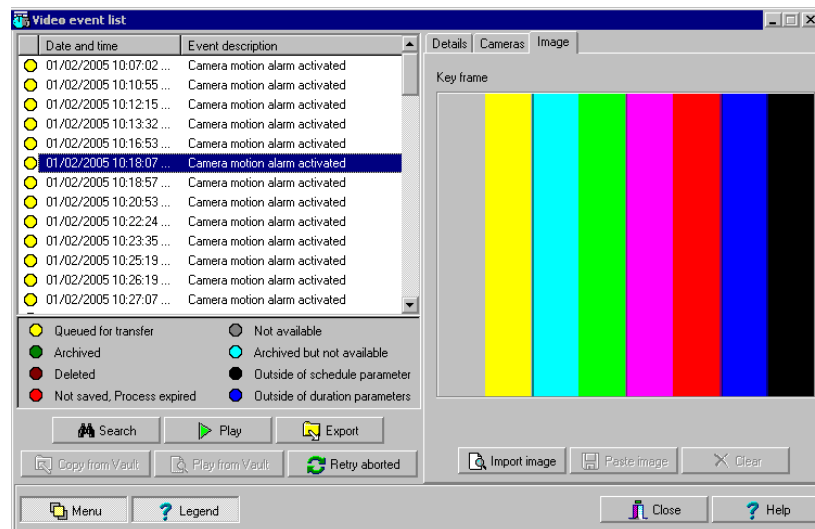 Video event list
Date and time Event description
01/02/2005 10:07:02 ... Camera motion alarm activated
01/02/2005 10:10:55 ... Camera motion alarm activated
01/02/2005 10:12:15 ... Camera motion alarm activated
01/02/2005 10:13:32 ... Camera motion alarm activated
01/02/2005 10:16:53 ... Camera motion alarm activated
01/02/2005 10:18:07 ... Camera motion alarm activated
01/02/2005 10:18:57 ... Camera motion alarm activated
01/02/2005 10:20:53 ... Camera motion alarm activated
01/02/2005 10:22:24 ... Camera motion alarm activated
01/02/2005 10:23:35 ... Camera motion alarm activated
01/02/2005 10:25:19 ... Camera motion alarm activated
01/02/2005 10:26:19 ... Camera motion alarm activated
01/02/2005 10:27:07 ... Camera motion alarm activated
Queued for transfer Not available
Archived Archived but not available
Deleted Outside of schedule parameter
Not saved, Process expired Outside of duration parameters
Search Play Export
Copy from Vault Play from Vault Retry aborted
Menu Legend
Details Cameras Image
Key frame
Import image Paste image Clear
Close Help